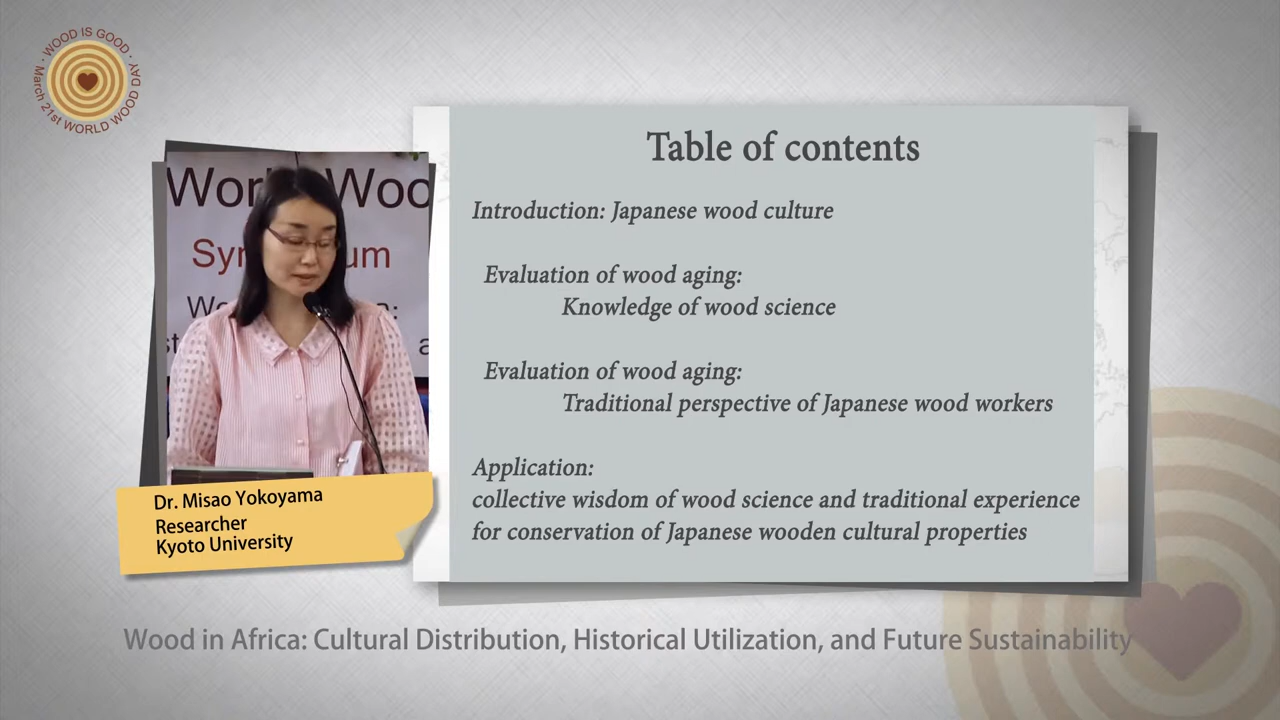 WOOD IS GOOD · March 21st WORLD WOOD DAY ·
Table of contents
Introduction: Japanese wood culture
Evaluation of wood aging:
Knowledge of wood science
Evaluation of wood aging:
Traditional perspective of Japanese wood workers
Application:
collective wisdom of wood science and traditional experience
for conservation of Japanese wooden cultural properties
Dr. Misao Yokoyama
Researcher
Kyoto University
Wood in Africa: Cultural Distribution, Historical Utilization, and Future Sustainability